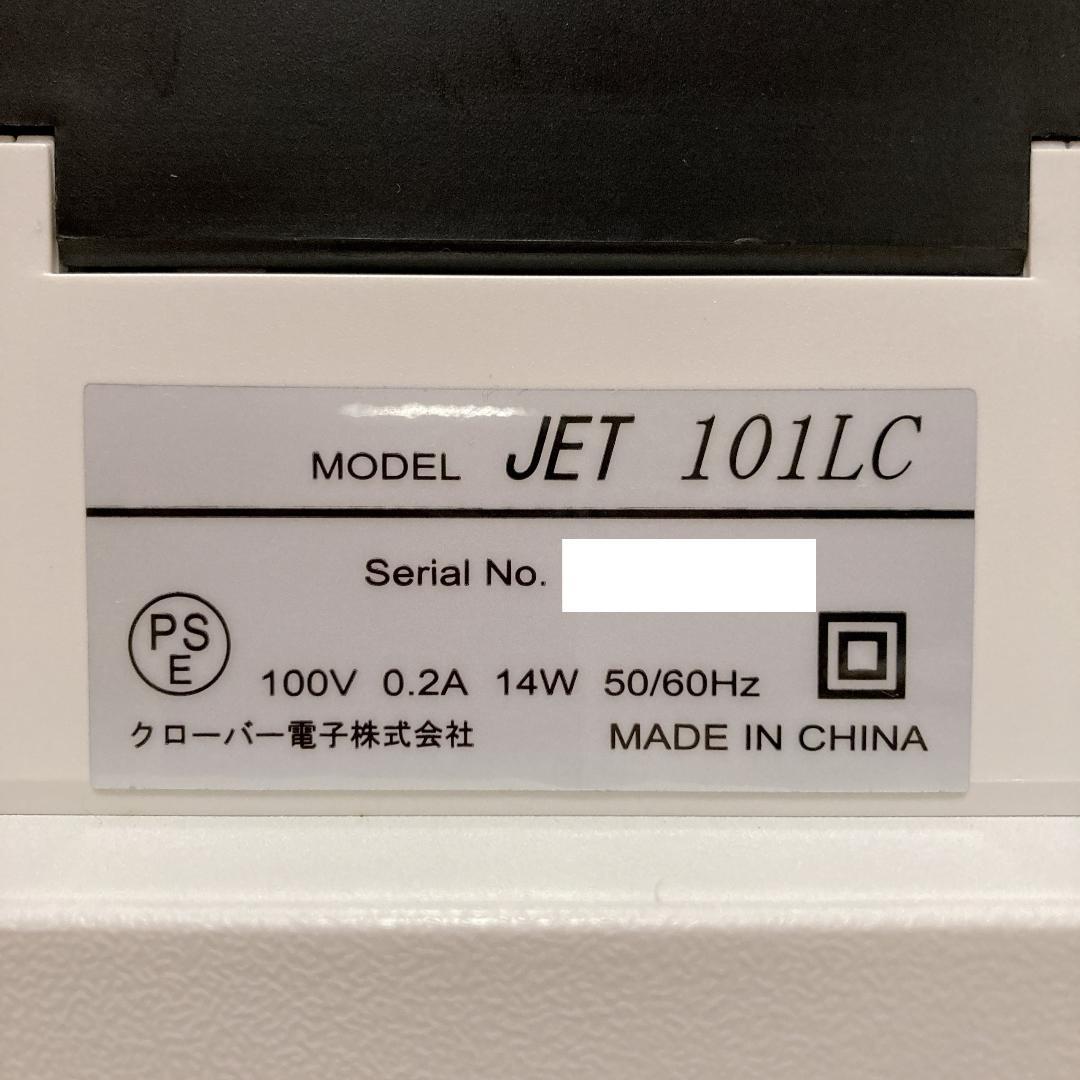 MODEL JET 101LC
Serial No.
PS
E
100V 0.2A 14W 50/60Hz
クローバー電子株式会社
MADE IN CHINA